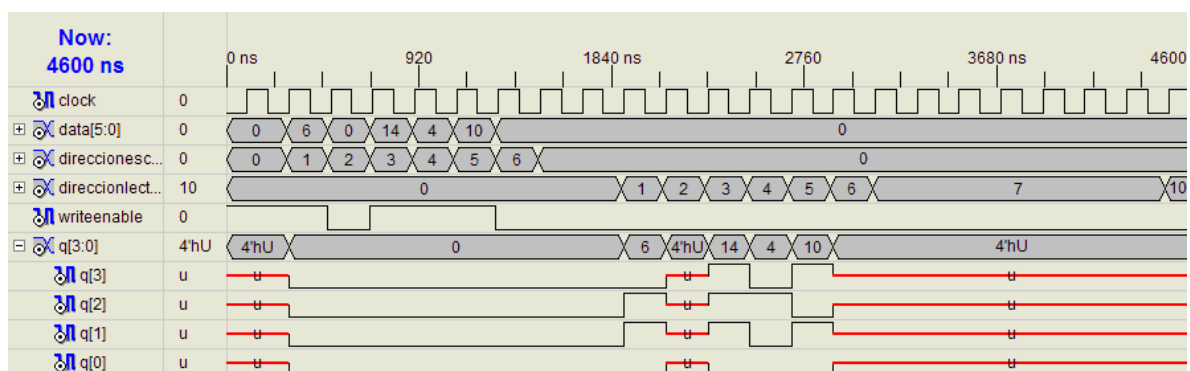 Now:
4600 ns
0 ns 920 1840 ns 2760 3680 ns 4600
clock 0
data[5:0] 0 0 6 0 14 4 10 0
direccionesc... 0 0 1 2 3 4 5 6 0
direccionlect... 10 0 1 2 3 4 5 6 7 10
writeenable 0
q[3:0] 4'hU 4'hU 0 6 4'hU 14 4 10 4'hU
q[3] u u u u
q[2] u u u u
q[1] u u u u
q[0] u u u u